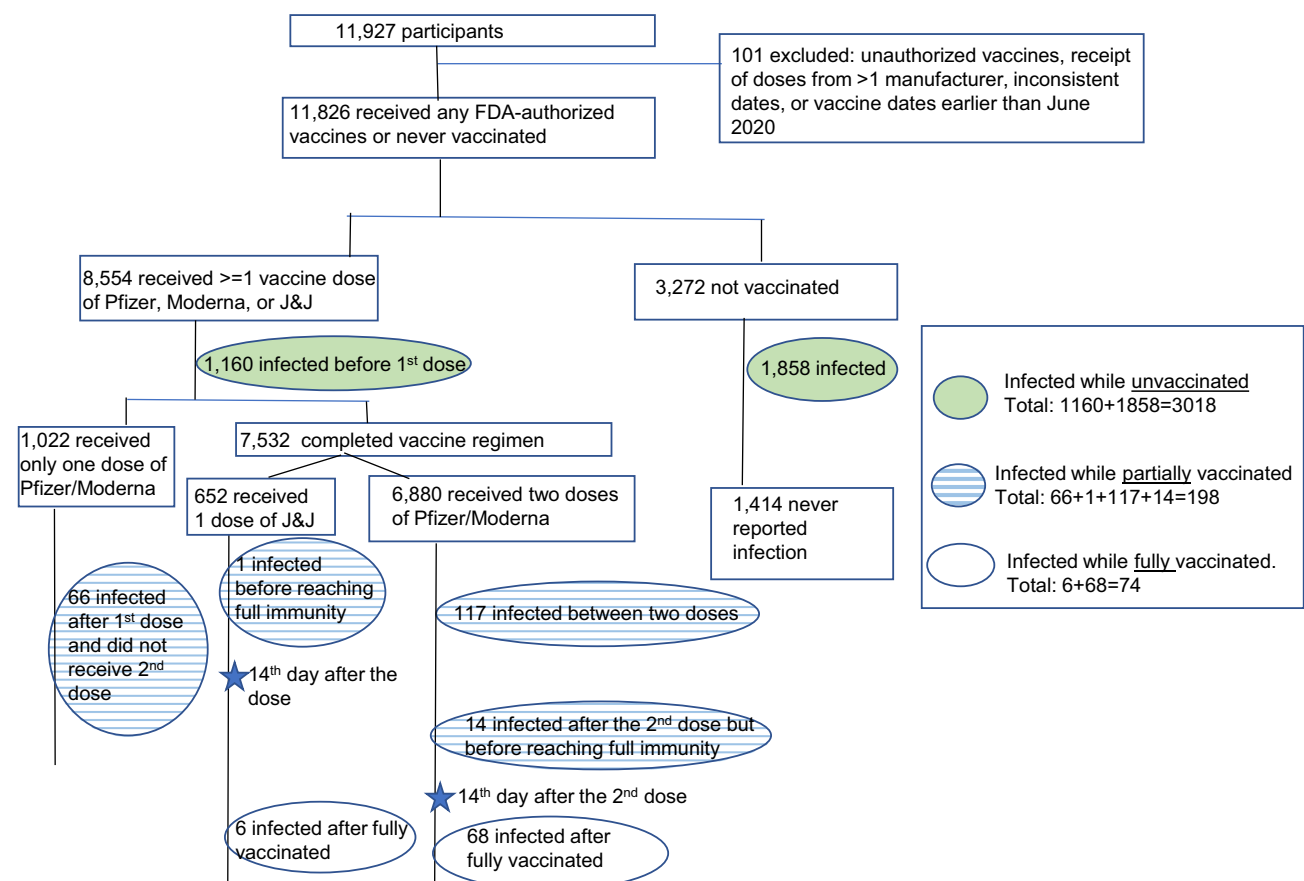 11,927 participants
101 excluded: unauthorized vaccines, receipt
of doses from >1 manufacturer, inconsistent
dates, or vaccine dates earlier than June
2020
11,826 received any FDA-authorized
vaccines or never vaccinated
8,554 received >=1 vaccine dose
of Pfizer, Moderna, or J&J
3,272 not vaccinated
1,160 infected before 1st dose
1,858 infected
1,022 received
only one dose of
Pfizer/Moderna
7,532 completed vaccine regimen
652 received
1 dose of J&J
6,880 received two doses
of Pfizer/Moderna
1,414 never
reported
infection
66 infected
after 1st dose
and did not
receive 2nd
dose
1 infected
before reaching
full immunity
117 infected between two doses
14th day after the
dose
14 infected after the 2nd dose but
before reaching full immunity
14th day after the 2nd dose
6 infected after fully
vaccinated
68 infected after
fully vaccinated
Infected while unvaccinated
Total: 1160+1858=3018
Infected while partially vaccinated
Total: 66+1+117+14=198
Infected while fully vaccinated.
Total: 6+68=74